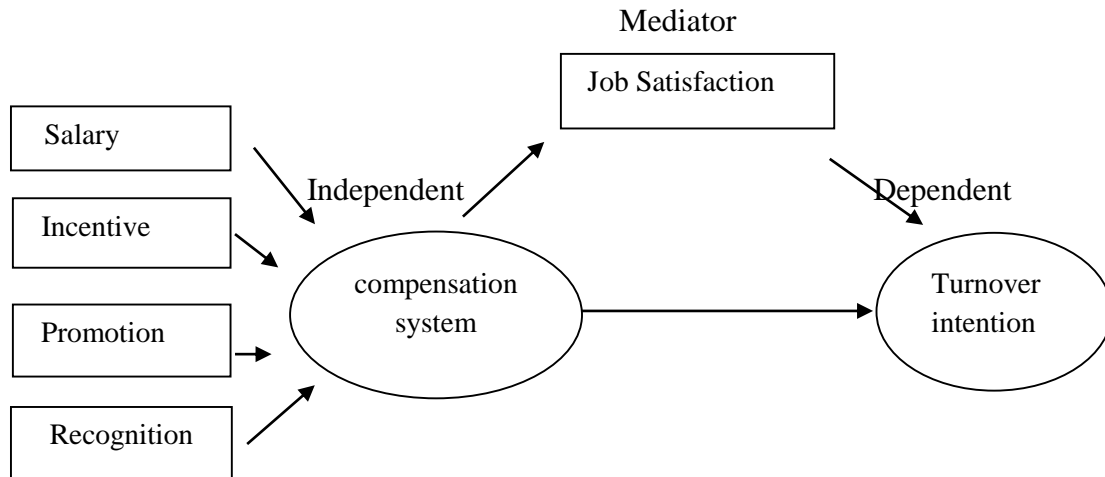 Mediator
Job Satisfaction
Salary
Independent
Dependent
Incentive
compensation
system
Turnover
intention
Promotion
Recognition